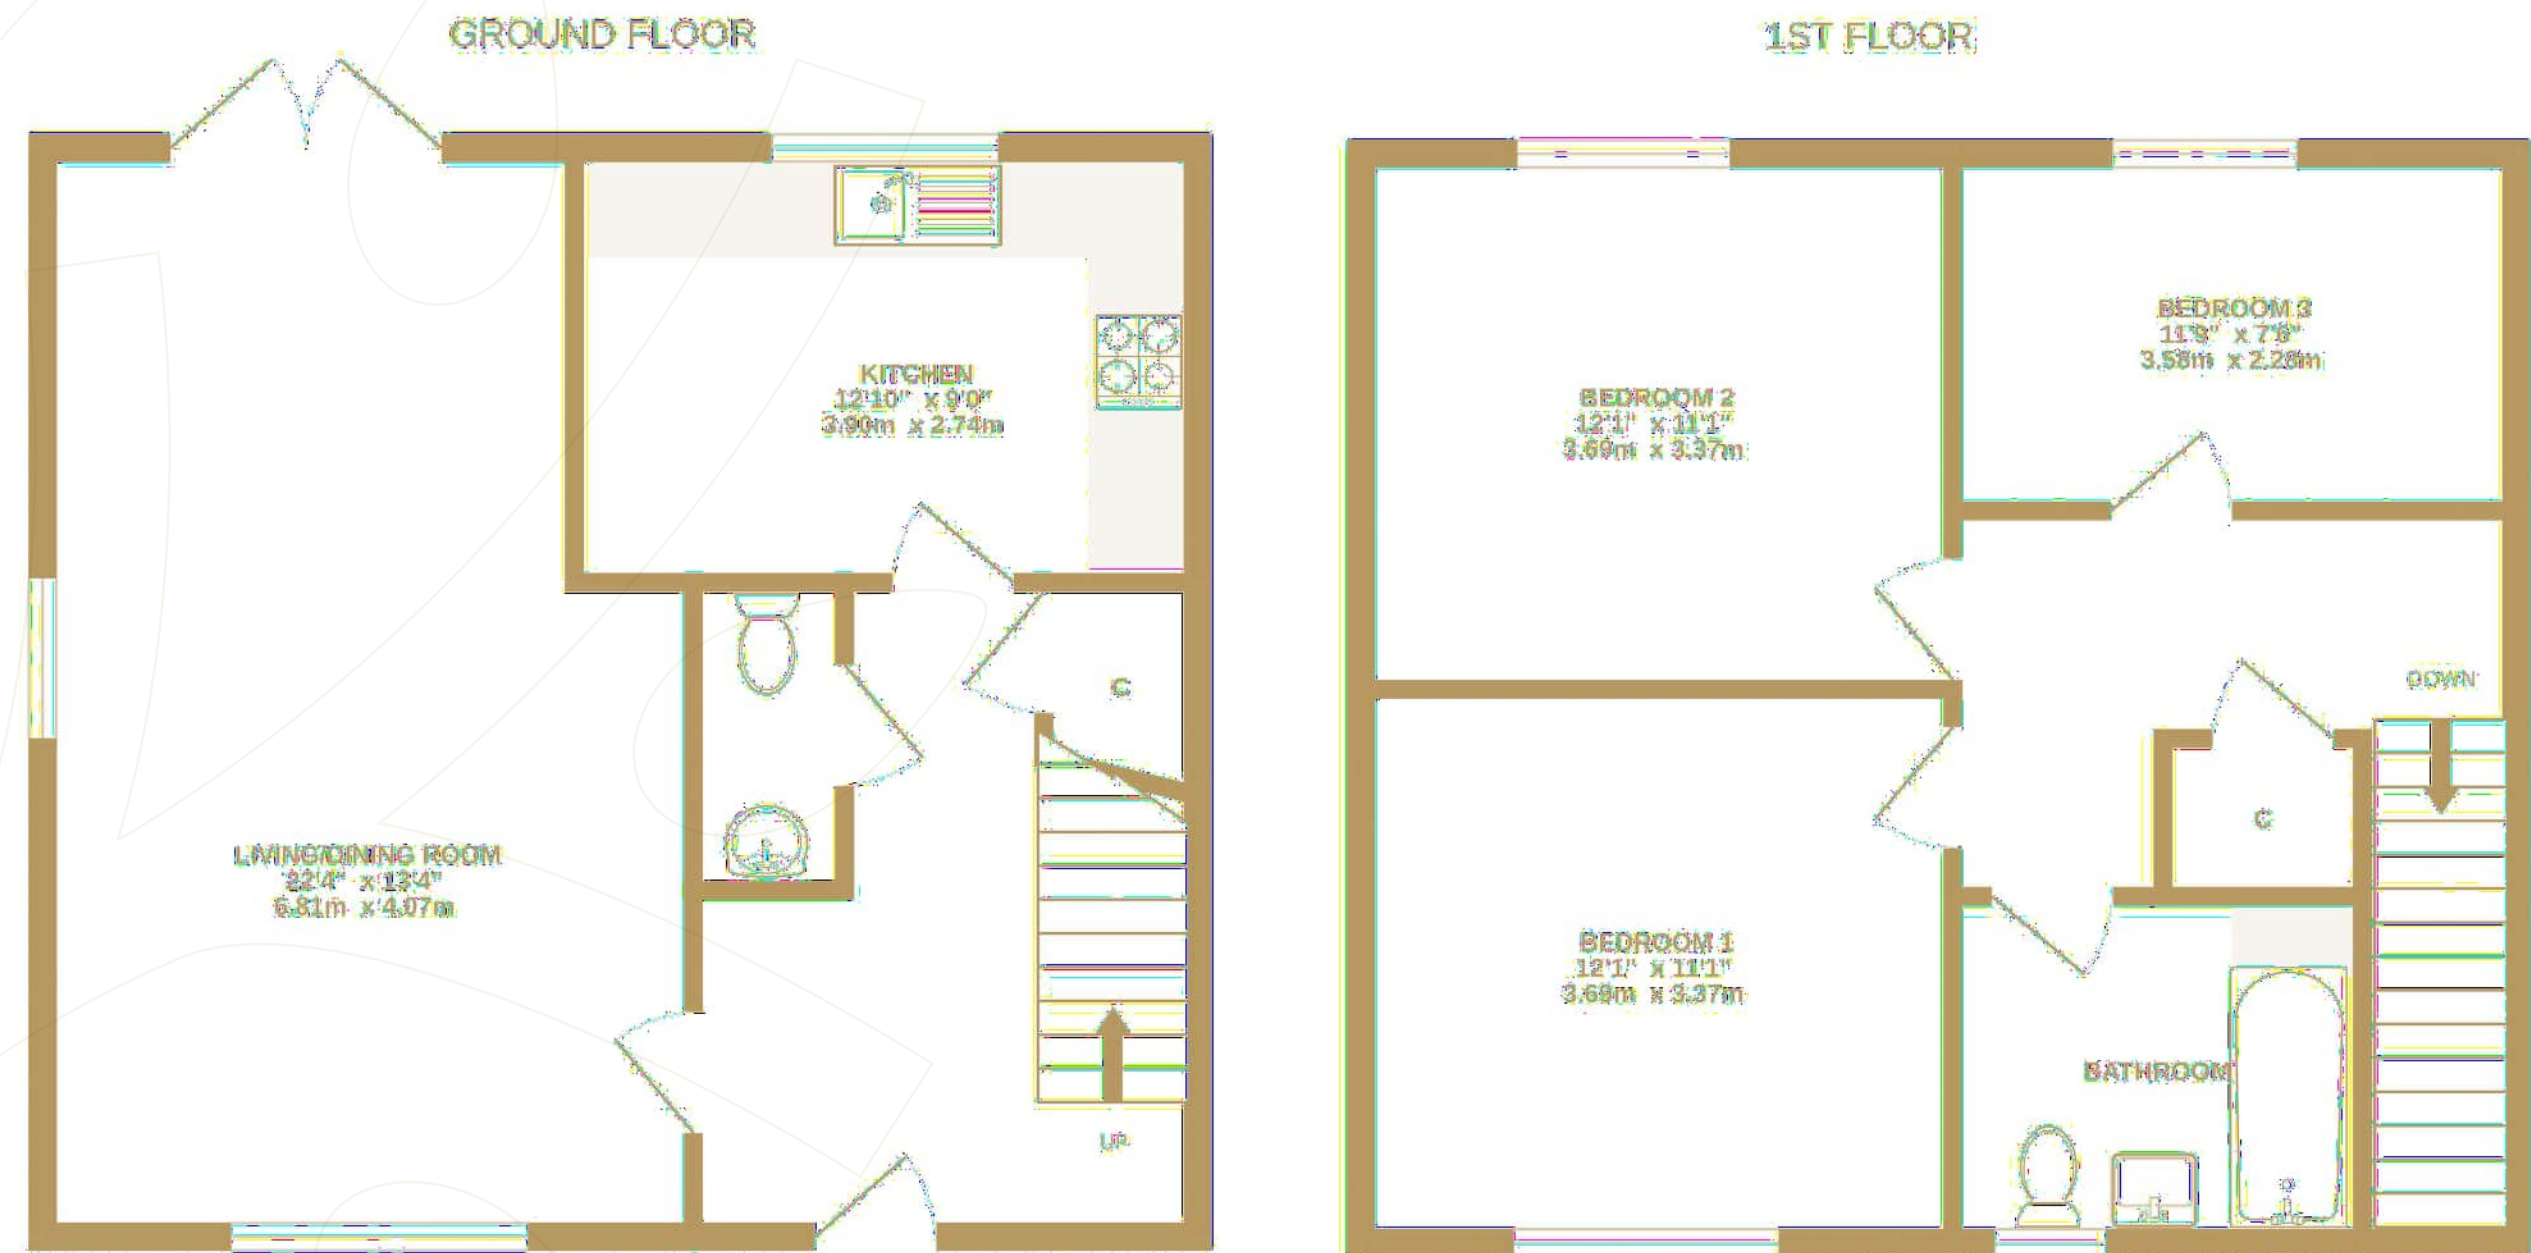 GROUND FLOOR
1ST FLOOR
KITCHEN
12'10" x 9'0"
3.90m x 2.74m
C
LIVING/DINING ROOM
22'4" x 13'4"
6.81m x 4.07m
UP
BEDROOM 3
11'9" x 7'6"
3.58m x 2.28m
BEDROOM 2
12'1" x 11'1"
3.69m x 3.37m
DOWN
C
BEDROOM 1
12'1" x 11'1"
3.69m x 3.37m
BATHROOM